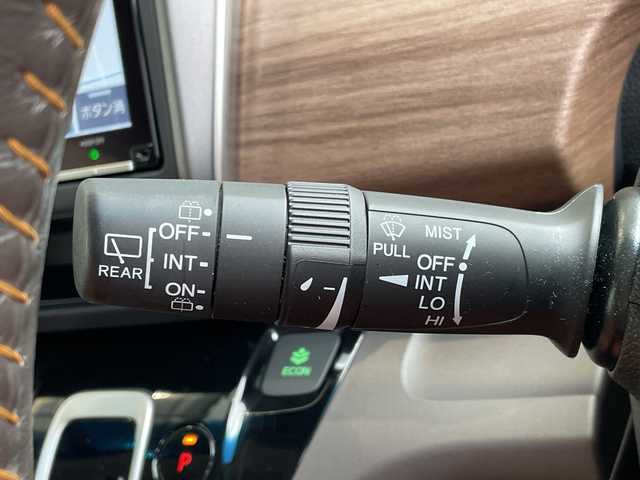 ボタン消
REAR
OFF
INT
ON
PULL
MIST
OFF
INT
LO
HI
ECON
P